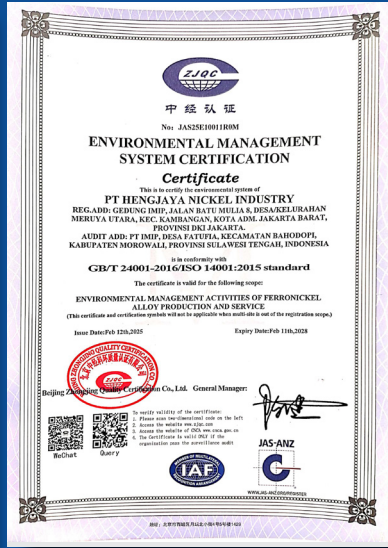 ZJQC
中经认证
No: JAS25E10011R0M
ENVIRONMENTAL MANAGEMENT
SYSTEM CERTIFICATION
Certificate
This is to certify the environmental system of
PT HENGJAYA NICKEL INDUSTRY
REG.ADD: GEDUNG IMIP, JALAN BATU MULIA 8, DESA/KELURAHAN
MERUYA UTARA, KEC. KAMBANGAN, KOTA ADM. JAKARTA BARAT,
PROVINSI DKI JAKARTA.
AUDIT ADD: PT IMIP, DESA FATUFIA, KECAMATAN BAHODOPI,
KABUPATEN MOROWALI, PROVINSI SULAWESI TENGAH, INDONESIA
is in conformity with
GB/T 24001-2016/ISO 14001:2015 standard
The certificate is valid for the following scope:
ENVIRONMENTAL MANAGEMENT ACTIVITIES OF FERRONICKEL
ALLOY PRODUCTION AND SERVICE
(This certificate and certification symbols will not be applicable when multi-site is out of the registration scope.)
Issue Date:Feb 12th,2025
Expiry Date:Feb 11th,2028
ZJQC
Beijing Zhongjing Quality Certification Co., Ltd.
General Manager:
WeChat
Query
To verify validity of the certificate:
1. Please scan two-dimensional code on the left
2. Access the website www.zjqc.com
3. Access the website of CNCA www.cnca.gov.cn
4. The Certificate is valid ONLY if the
organization pass the surveillance audit
IAF
JAS-ANZ
WWW.JAS-ANZ.ORG/REGISTER